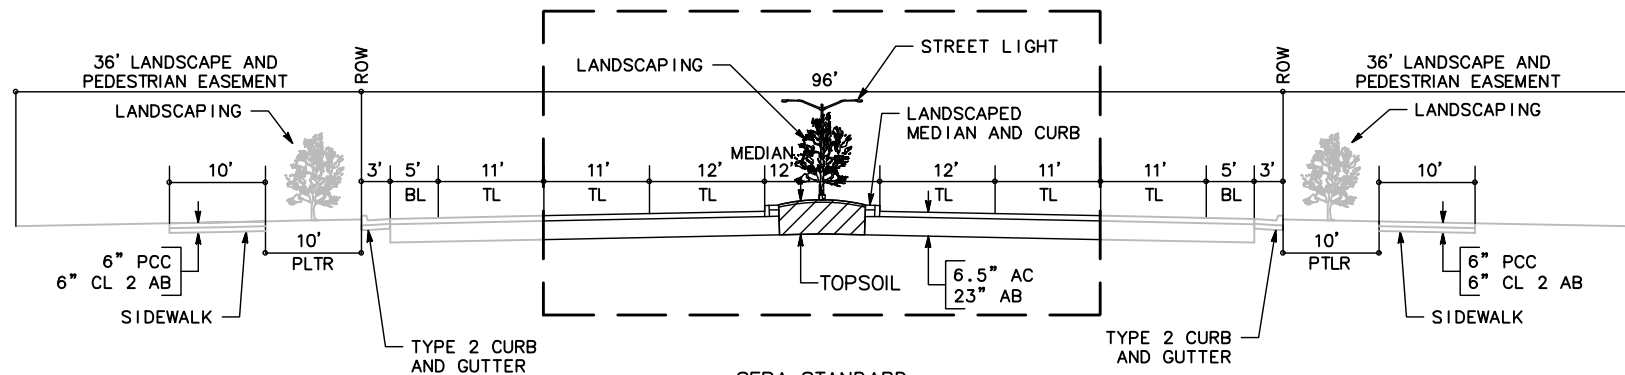 STREET LIGHT
36' LANDSCAPE AND
PEDESTRIAN EASEMENT
ROW
LANDSCAPING
96'
ROW
36' LANDSCAPE AND
PEDESTRIAN EASEMENT
LANDSCAPING
LANDSCAPED
MEDIAN AND CURB
LANDSCAPING
MEDIAN
10'
3'
5'
11'
11'
12'
12'
12'
11'
11'
5'
3'
10'
BL
TL
TL
TL
TL
TL
TL
BL
10'
PLTR
10'
PTLR
6" PCC
6" CL 2 AB
TOPSOIL
6.5" AC
23" AB
6" PCC
6" CL 2 AB
SIDEWALK
SIDEWALK
TYPE 2 CURB
AND GUTTER
TYPE 2 CURB
AND GUTTER